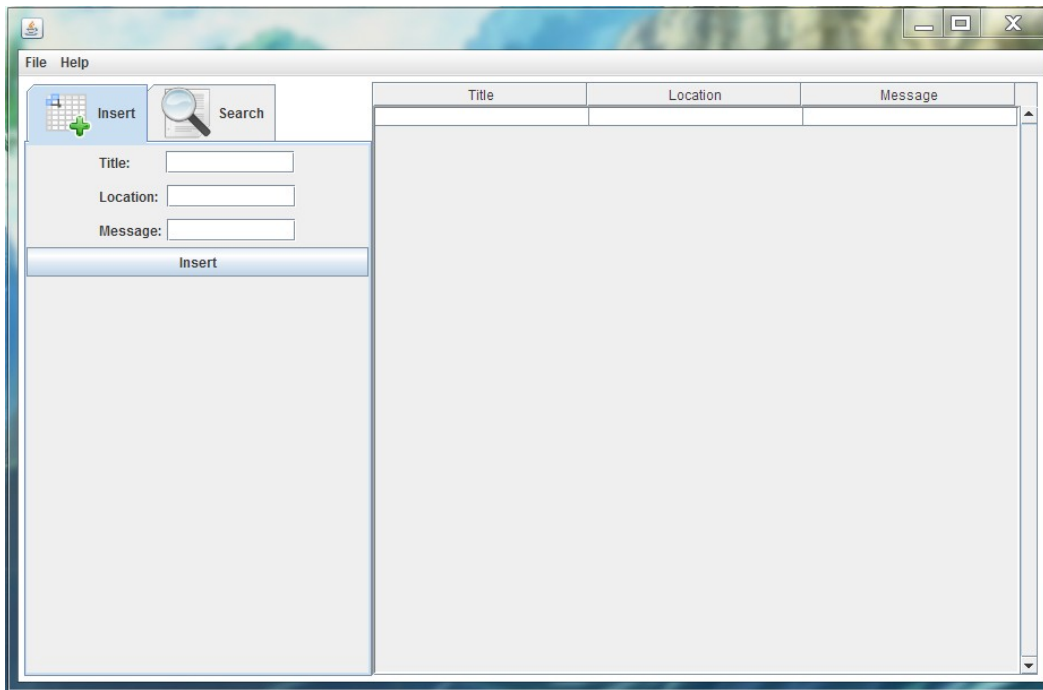 File Help
Insert Search
Title:
Location:
Message:
Insert
Title Location Message